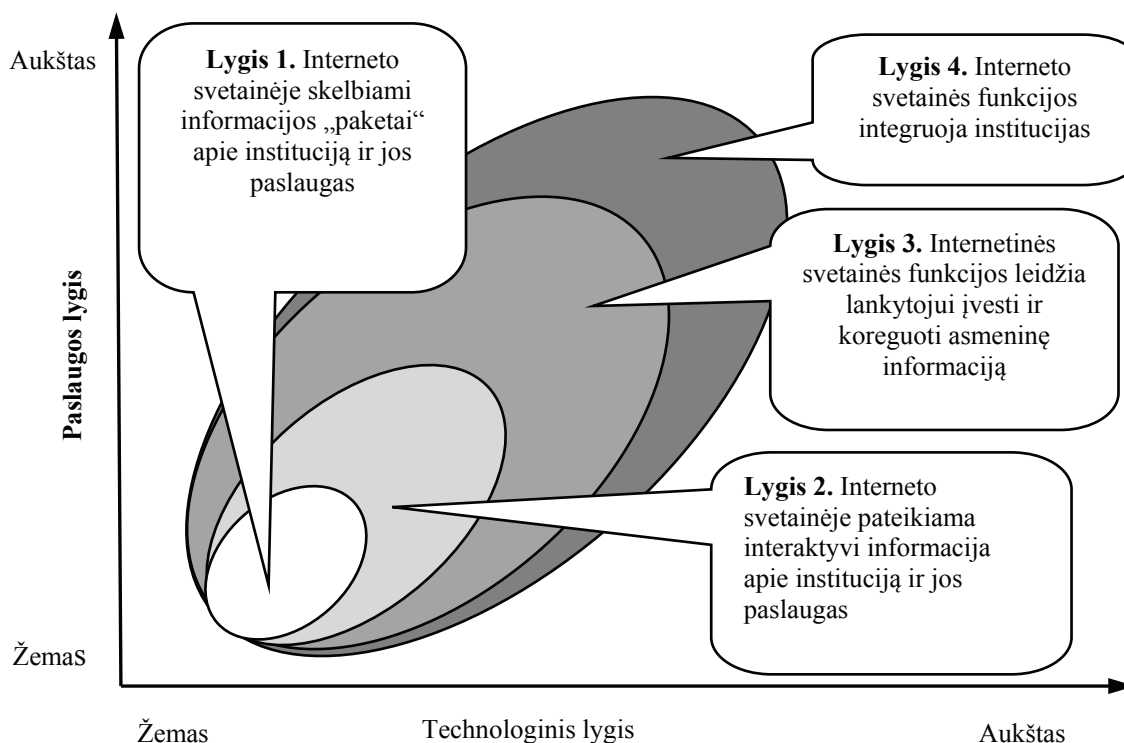 Aukštas
Lygis 1. Interneto
svetainėje skelbiami
informacijos „paketai“
apie instituciją ir jos
paslaugas
Lygis 4. Interneto
svetainės funkcijos
integruoja institucijas
Lygis 3. Internetinės
svetainės funkcijos leidžia
lankytojui įvesti ir
koreguoti asmeninę
informaciją
Paslaugos lygis
Lygis 2. Interneto
svetainėje pateikiama
interaktyvi informacija
apie instituciją ir jos
paslaugas
Žemas
Žemas
Technologinis lygis
Aukštas